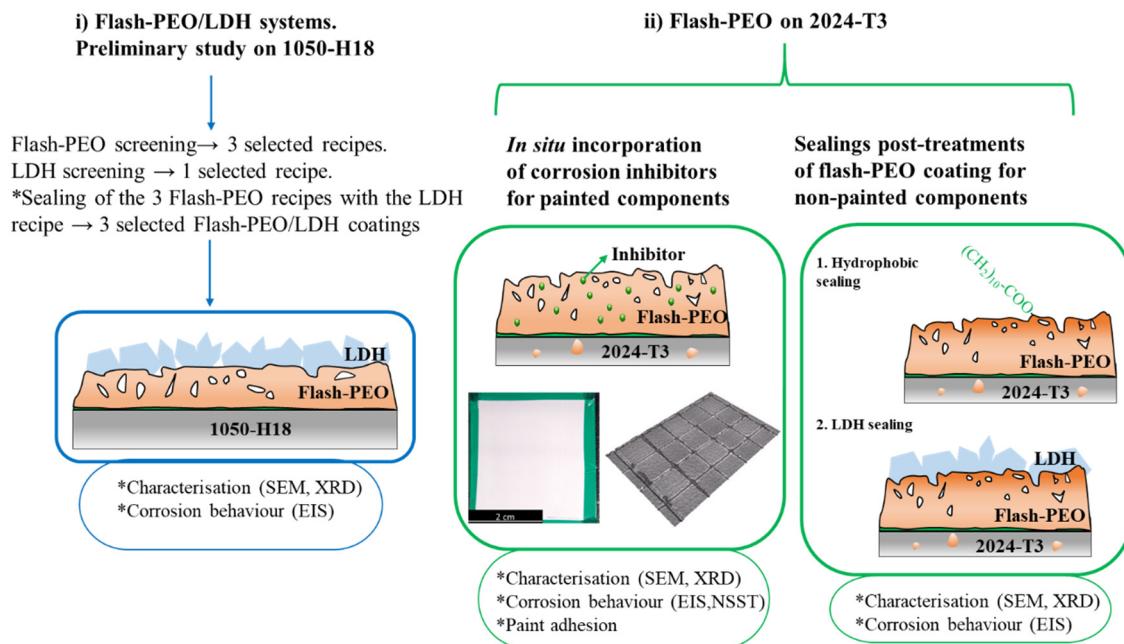 i) Flash-PEO/LDH systems.
Preliminary study on 1050-H18
Flash-PEO screening→ 3 selected recipes.
LDH screening → 1 selected recipe.
*Sealing of the 3 Flash-PEO recipes with the LDH
recipe → 3 selected Flash-PEO/LDH coatings
LDH
Flash-PEO
1050-H18
*Characterisation (SEM, XRD)
*Corrosion behaviour (EIS)
ii) Flash-PEO on 2024-T3
In situ incorporation
of corrosion inhibitors
for painted components
Inhibitor
Flash-PEO
2024-T3
2 cm
*Characterisation (SEM, XRD)
*Corrosion behaviour (EIS,NSST)
*Paint adhesion
Sealings post-treatments
of flash-PEO coating for
non-painted components
1. Hydrophobic
sealing
(CH2)10-COO
Flash-PEO
2024-T3
2. LDH sealing
LDH
Flash-PEO
2024-T3
*Characterisation (SEM, XRD)
*Corrosion behaviour (EIS)